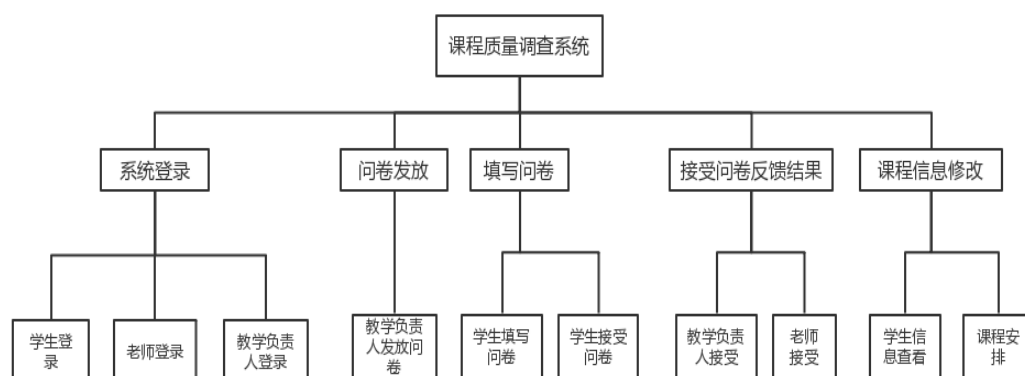 课程质量调查系统
系统登录
问卷发放
填写问卷
接受问卷反馈结果
课程信息修改
学生登
录
老师登录
教学负责
人登录
教学负责
人发放问
卷
学生填写
问卷
学生接受
问卷
教学负责
人接受
老师
接受
学生信
息查看
课程安
排